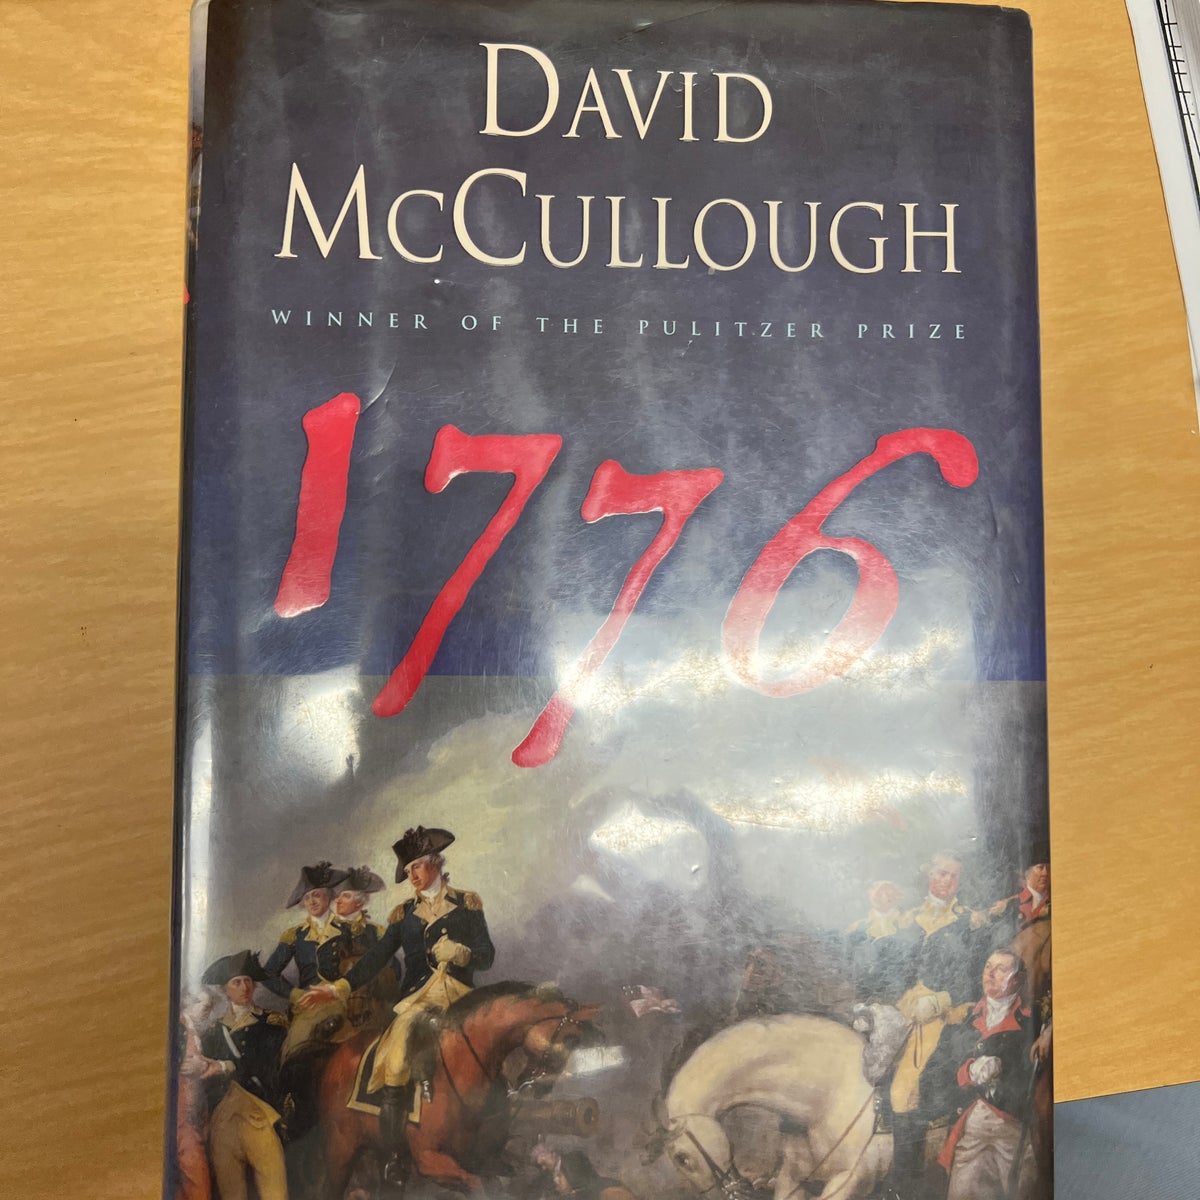 DAVID
MCCULLOUGH
WINNER OF THE PULITZER PRIZE
1776